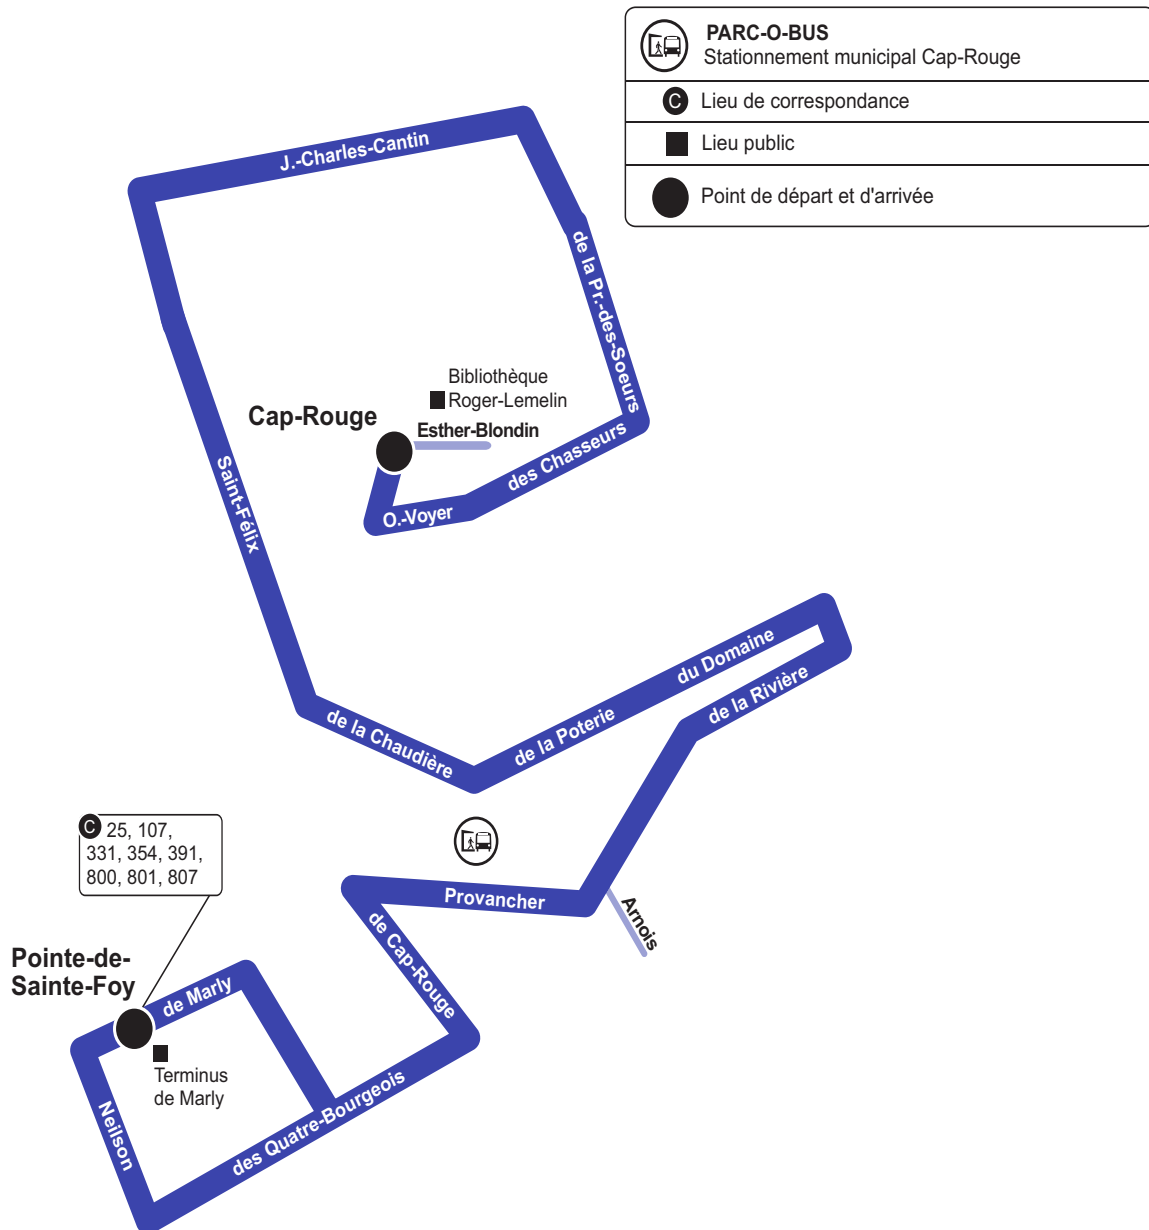 PARC-O-BUS
Stationnement municipal Cap-Rouge
C Lieu de correspondance
Lieu public
Point de départ et d'arrivée
J.-Charles-Cantin
de la Pr.-des-Soeurs
Bibliothèque
Roger-Lemelin
Cap-Rouge
Esther-Blondin
des Chasseurs
O.-Voyer
Saint-Félix
du Domaine
de la Rivière
de la Poterie
de la Chaudière
C 25, 107,
331, 354, 391,
800, 801, 807
Provancher
Arnois
de Cap-Rouge
Pointe-de-
Sainte-Foy
de Marly
Terminus
de Marly
Neilson
des Quatre-Bourgeois